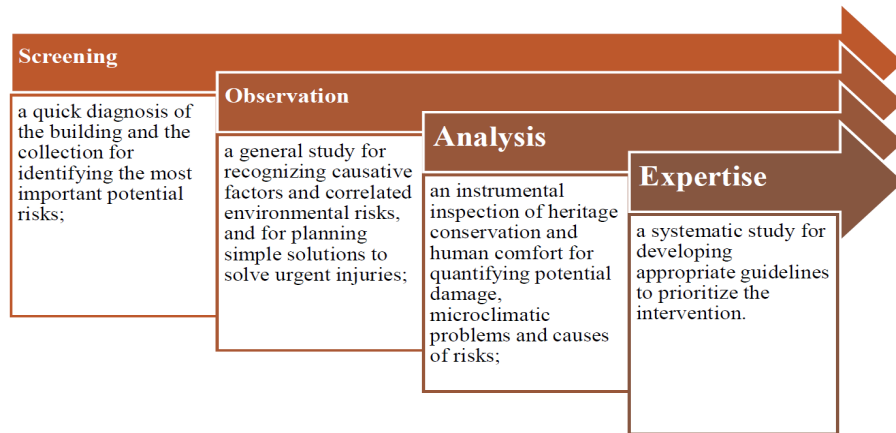 Screening
a quick diagnosis of
the building and the
collection for
identifying the most
important potential
risks;
Observation
a general study for
recognizing causative
factors and correlated
environmental risks,
and for planning
simple solutions to
solve urgent injuries;
Analysis
an instrumental
inspection of heritage
conservation and
human comfort for
quantifying potential
damage,
microclimatic
problems and causes
of risks;
Expertise
a systematic study for
developing
appropriate guidelines
to prioritize the
intervention.